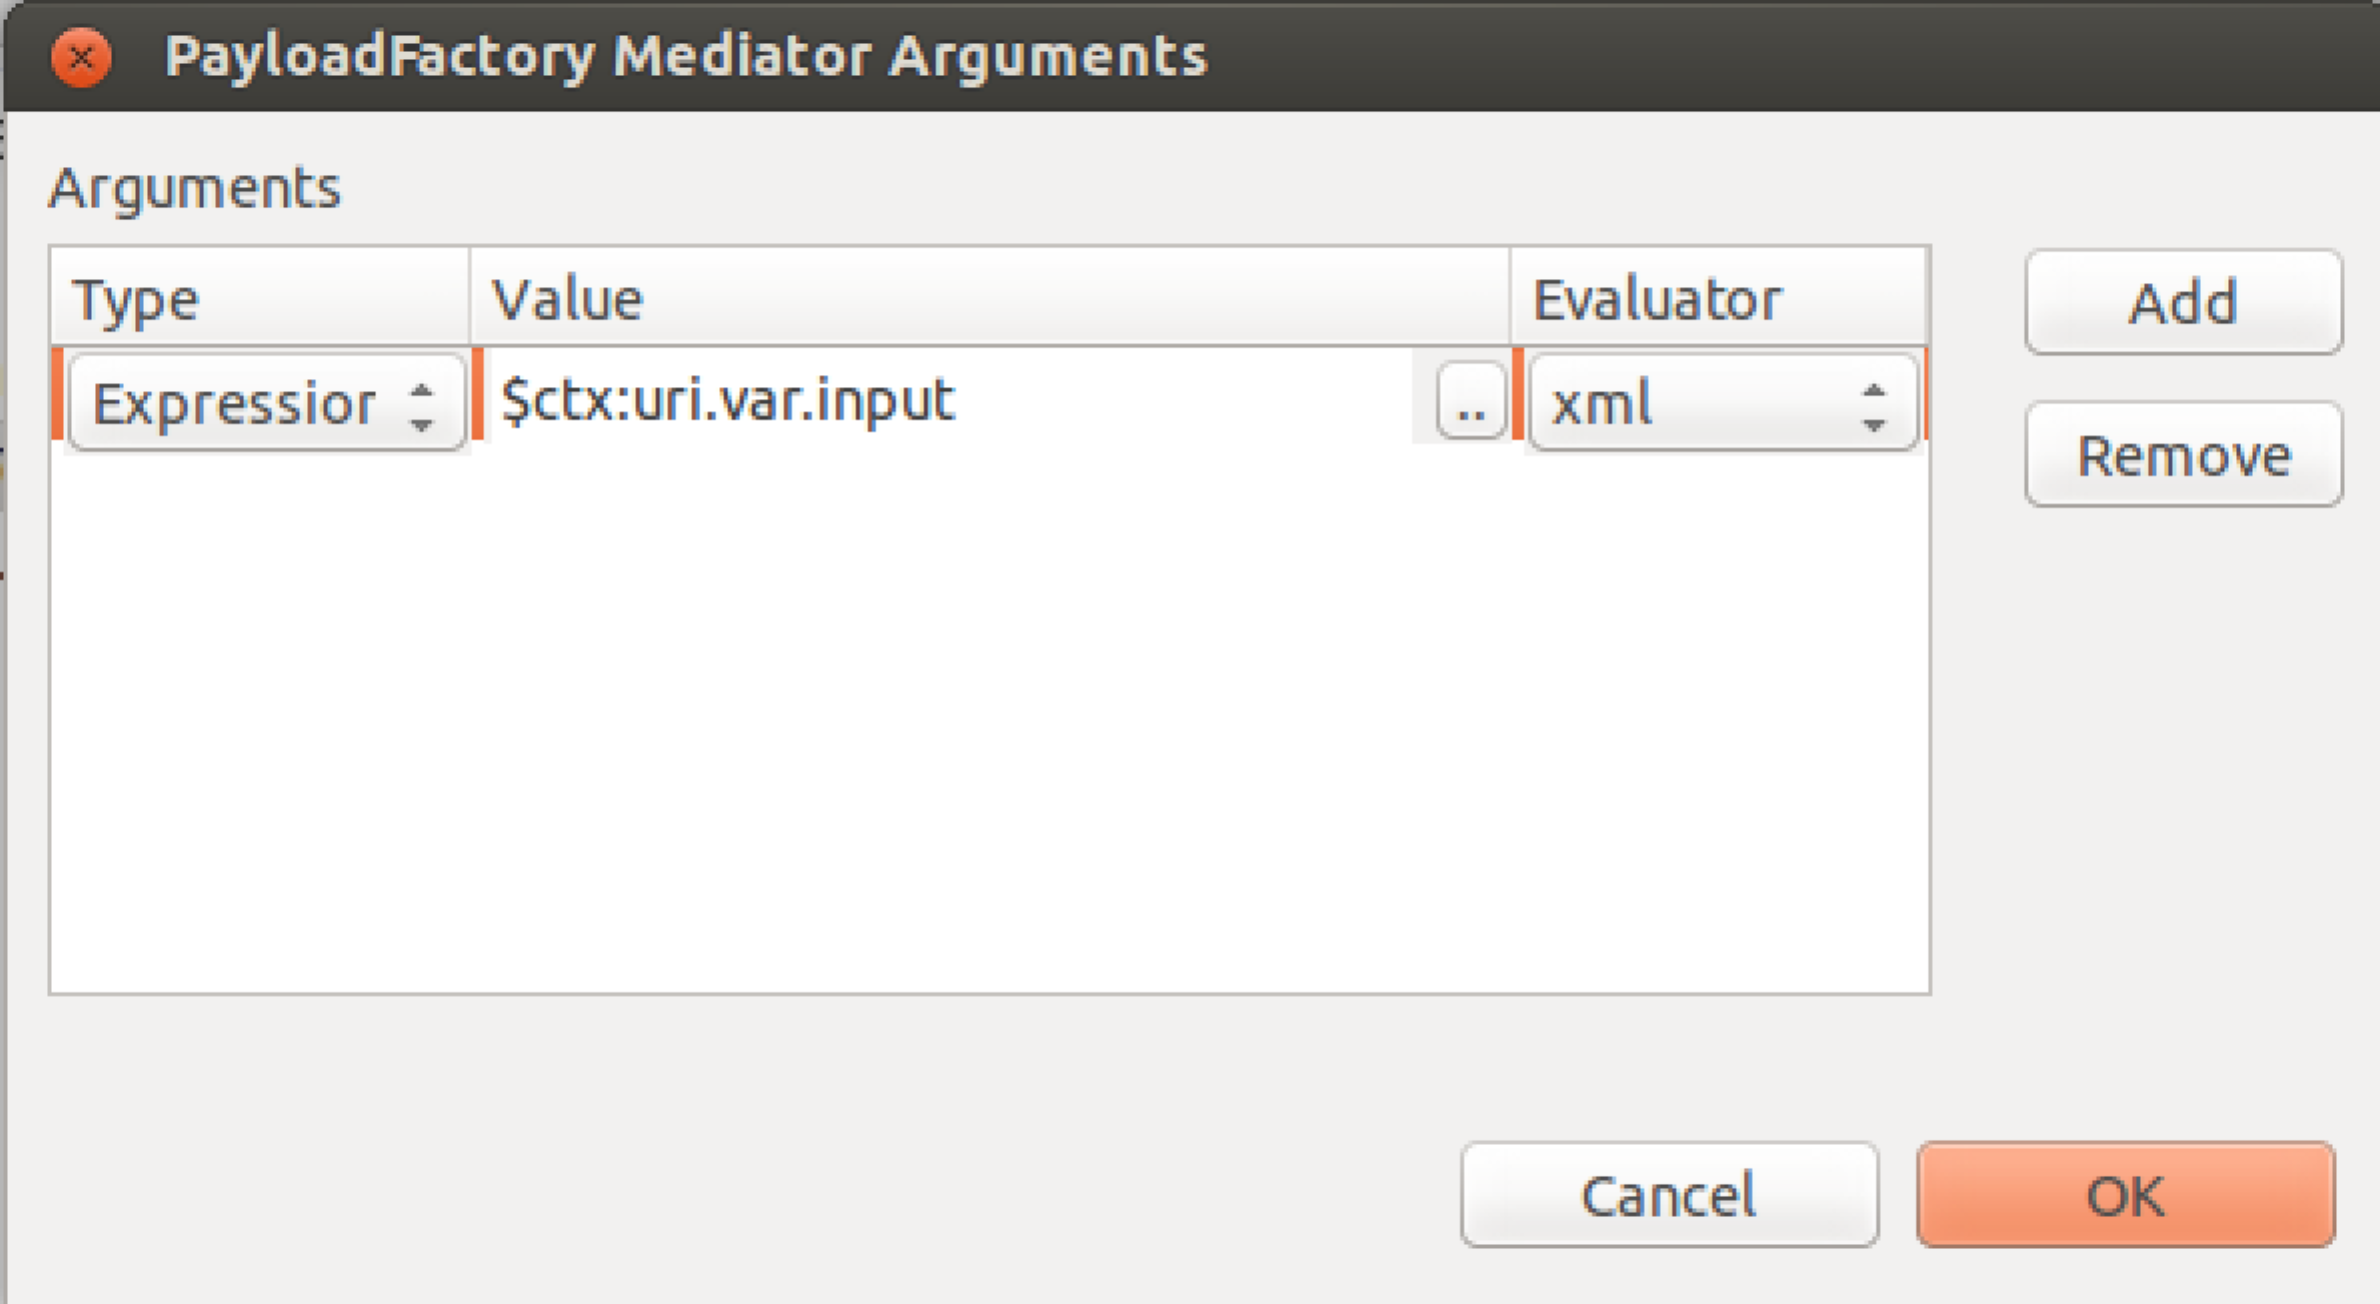 PayloadFactory Mediator Arguments
Arguments
Type Value Evaluator
Add
Expressior $ctx:uri.var.input .. xml
Remove
Cancel OK